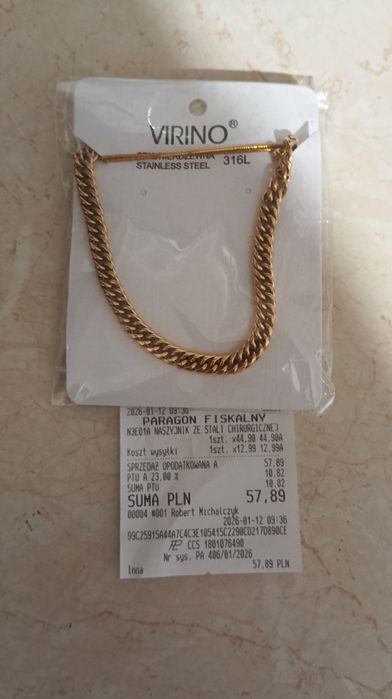 VIRINO®
STAINLESS STEEL 316L
2026-01-12 09:36
PARAGON FISKALNY
N3E01A NASZYJNIK ZE STALI CHIRURGICZNEJ
1szt. x44,90 44,90A
Koszt wysyłki 1szt. x12,99 12,99A
SPRZEDAŻ OPODATKOWANA A 57,89
PTU A 23,00 % 10,82
SUMA PTU 10,82
SUMA PLN 57,89
00004 #001 Robert Michalczyk
2026-01-12 09:36
99C25915A44A7C4C3E105415C2290CD217D890CE
CCS 1801076490
Nr sys. PA 406/01/2026
Inna 57,89 PLN